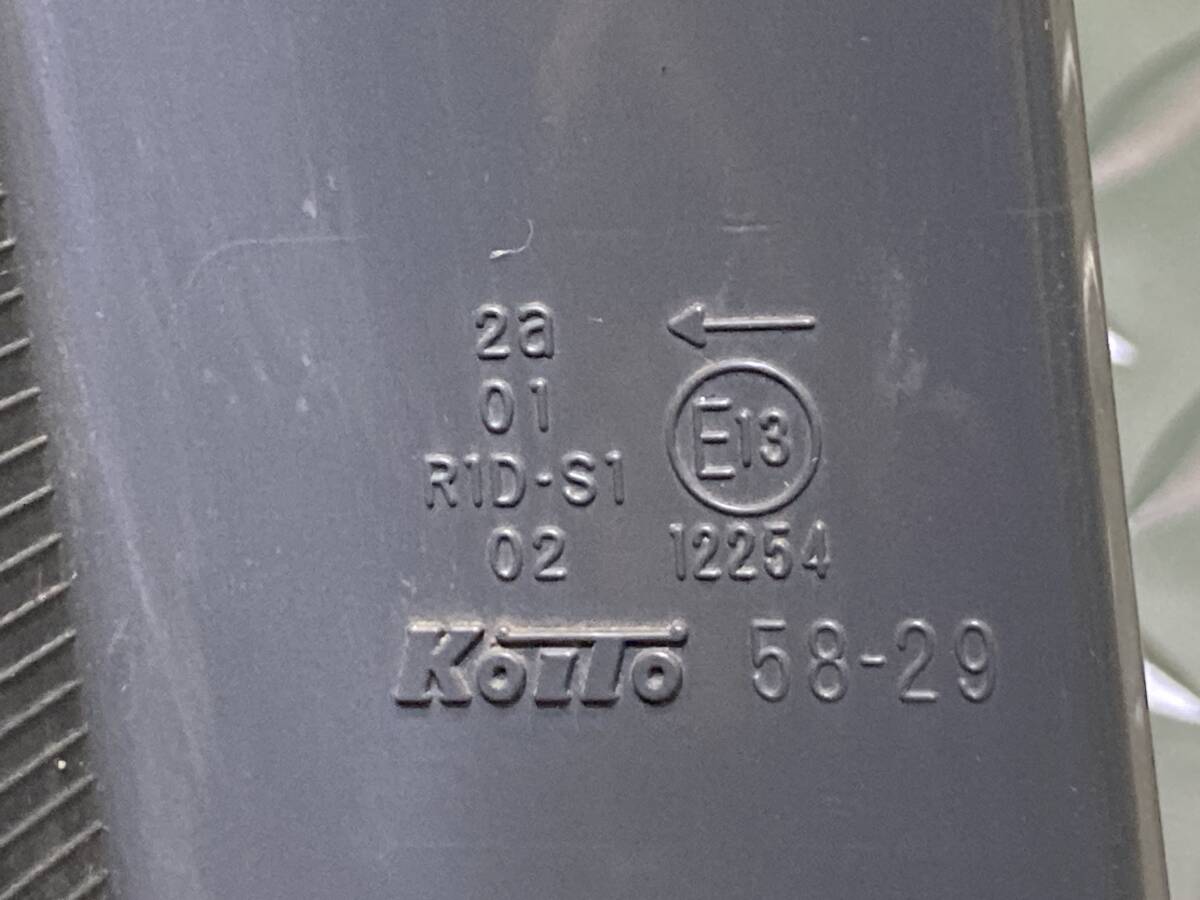 2a ←
01
R1D-S1 E13
02 12254
KOITO 58-29